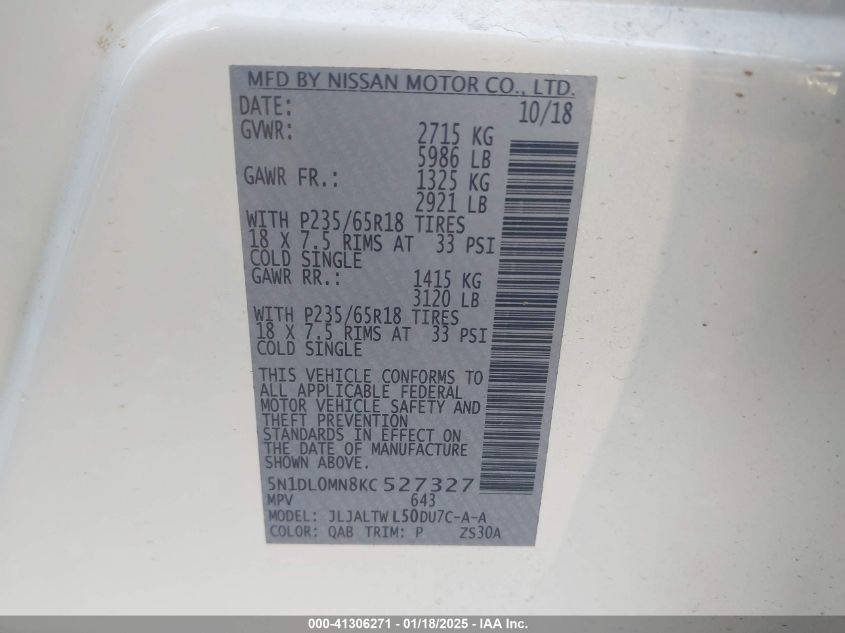 MFD BY NISSAN MOTOR CO., LTD.
DATE: 10/18
GVWR: 2715 KG
5986 LB
GAWR FR.: 1325 KG
2921 LB
WITH P235/65R18 TIRES
18 X 7.5 RIMS AT 33 PSI
COLD SINGLE
GAWR RR.: 1415 KG
3120 LB
WITH P235/65R18 TIRES
18 X 7.5 RIMS AT 33 PSI
COLD SINGLE
THIS VEHICLE CONFORMS TO
ALL APPLICABLE FEDERAL
MOTOR VEHICLE SAFETY AND
THEFT PREVENTION
STANDARDS IN EFFECT ON
THE DATE OF MANUFACTURE
SHOWN ABOVE.
5N1DL0MN8KC 527327
MPV 643
MODEL: JLJALTW L50DU7C-A-A
COLOR: QAB TRIM: P ZS30A
000-41306271 - 01/18/2025 - IAA Inc.